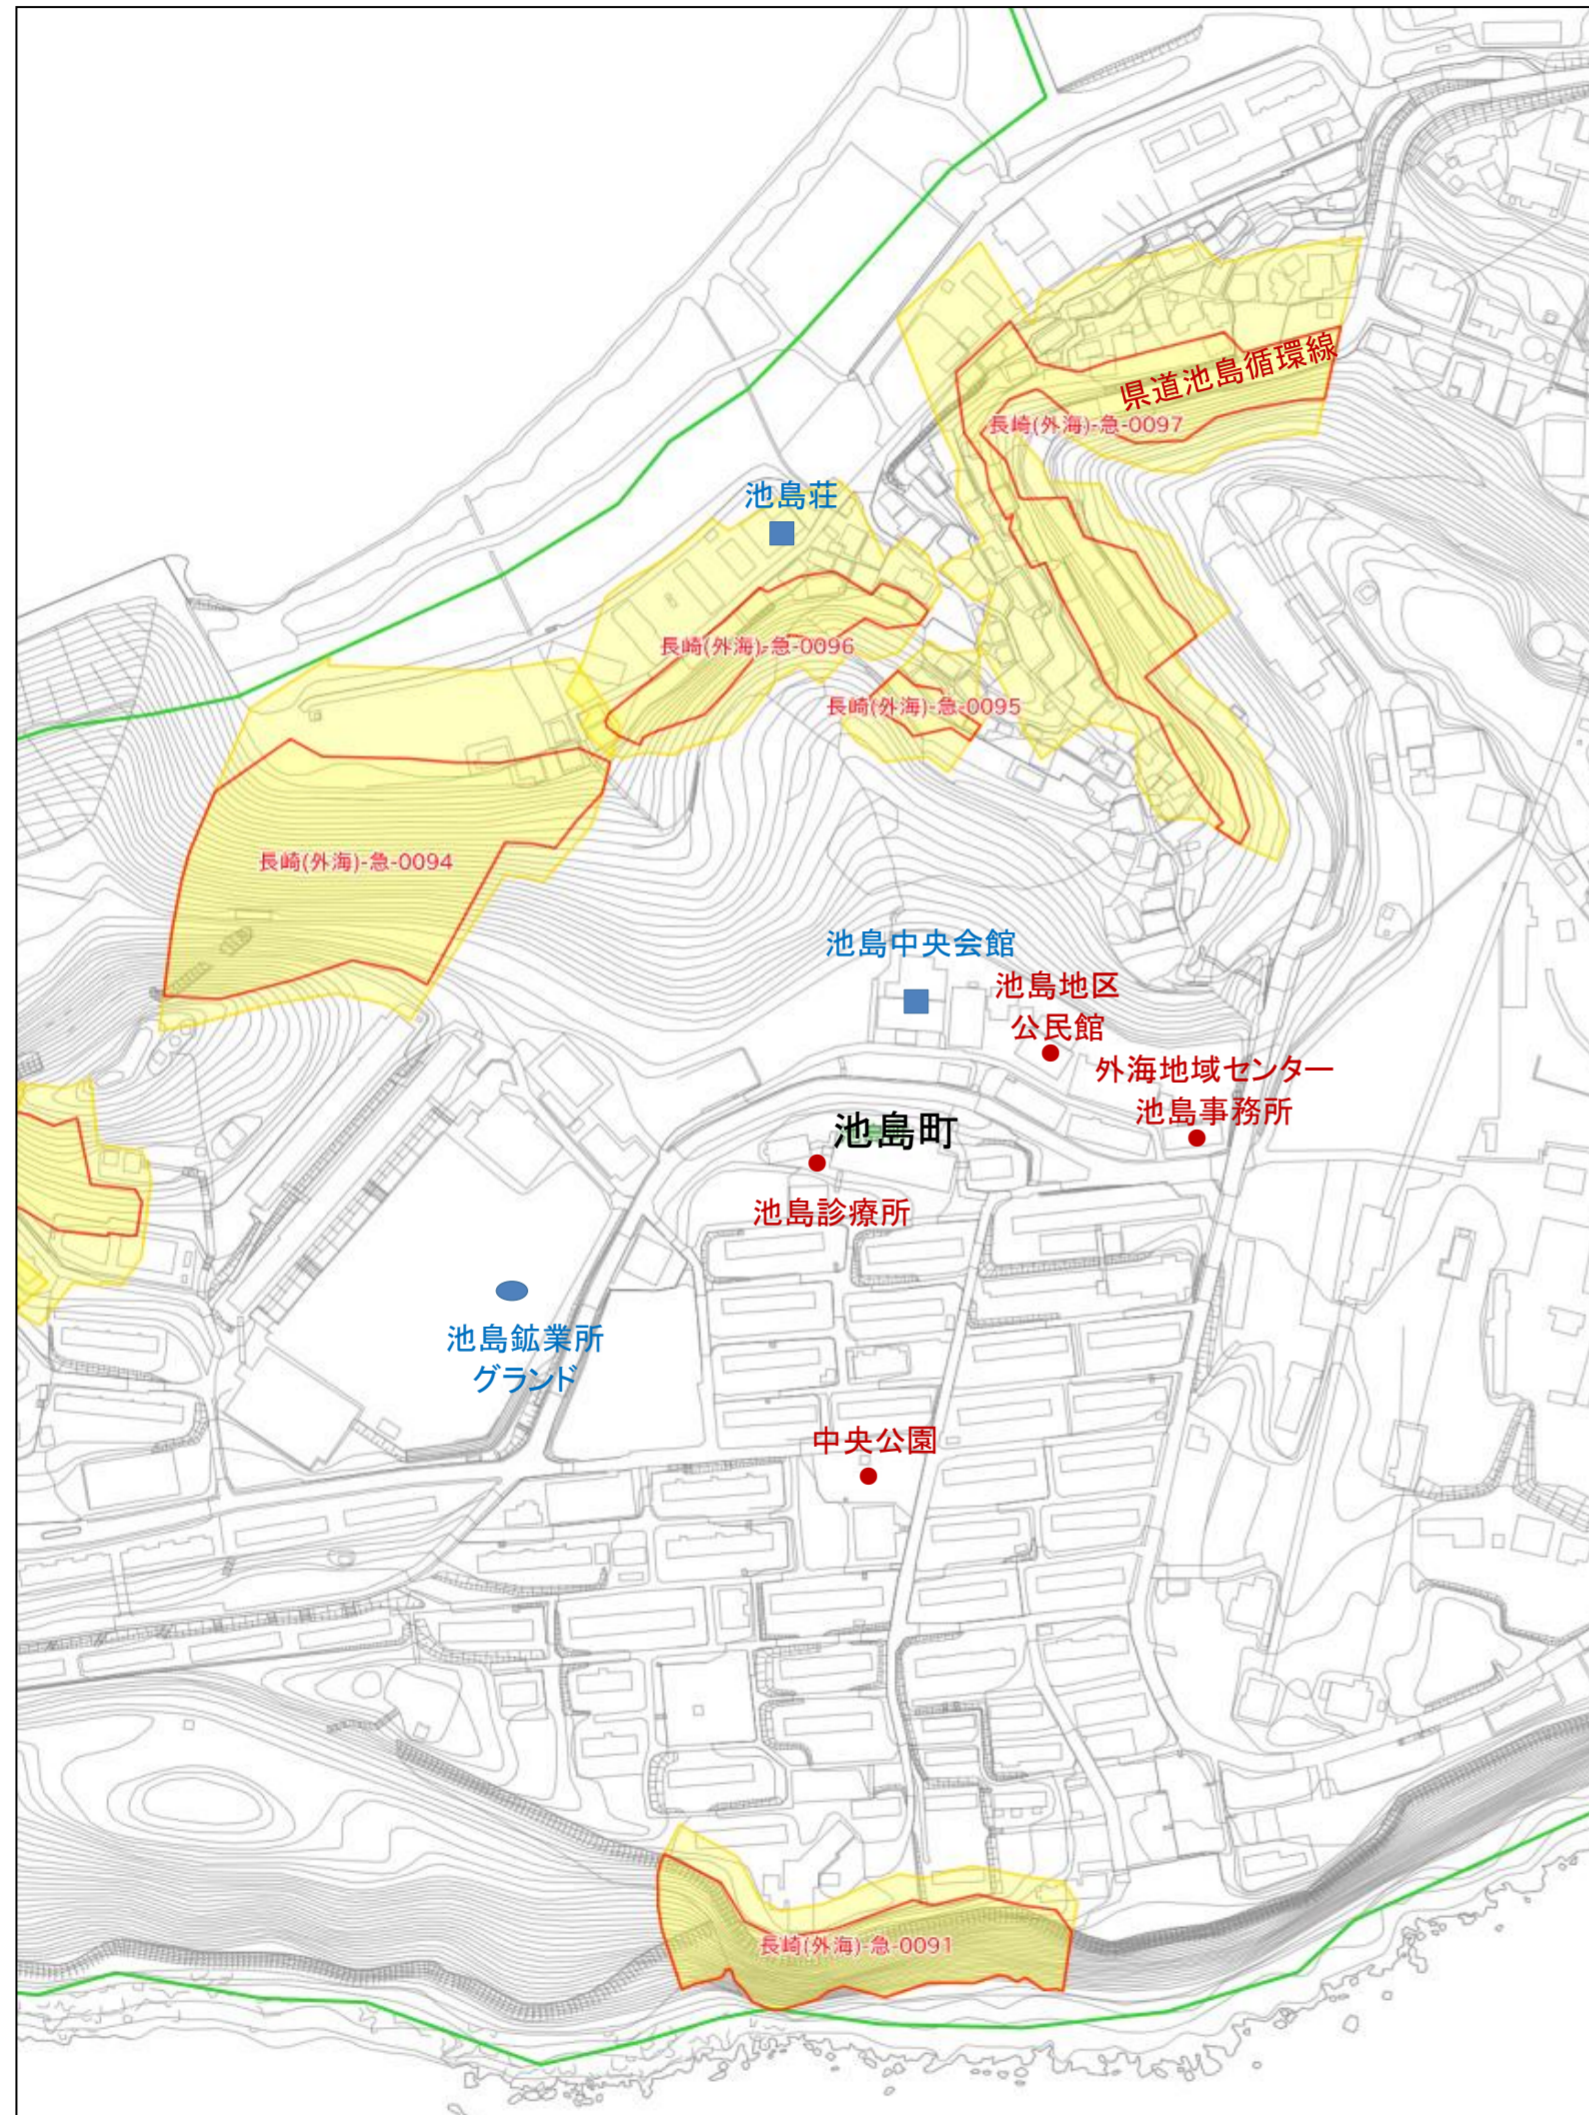 県道池島循環線
長崎(外海)-急-0097
池島荘
長崎(外海)-急-0096
長崎(外海)-急-0095
長崎(外海)-急-0094
池島中央会館
池島地区
公民館
外海地域センター
池島事務所
池島町
池島診療所
池島鉱業所
グランド
中央公園
長崎(外海)-急-0091